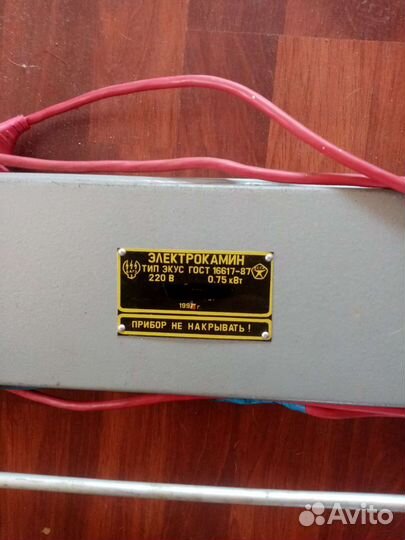 ЭЛЕКТРОКАМИН
ТИП ЭКУС ГОСТ 16617-87
220 В 0.75 кВт
ПРИБОР НЕ НАКРЫВАТЬ!
Avito